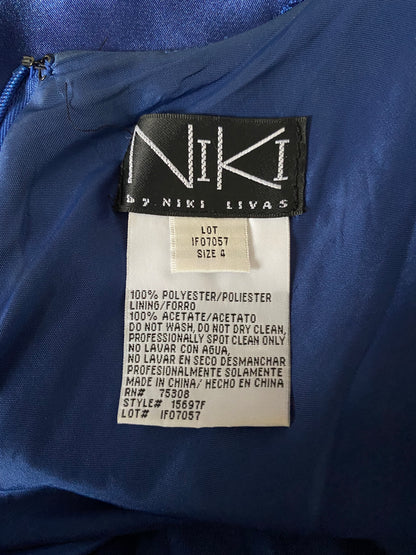 NIKI
by NIKI LIVAS
LOT
IF07057
SIZE 4
100% POLYESTER/POLIESTER
LINING/FORRO
100% ACETATE/ACETATO
DO NOT WASH, DO NOT DRY CLEAN,
PROFESSIONALLY SPOT CLEAN ONLY
NO LAVAR CON AGUA,
NO LAVAR EN SECO DESMANCHAR
PROFESIONALMENTE SOLAMENTE
MADE IN CHINA/ HECHO EN CHINA
RN# 75308
STYLE# 15697F
LOT# IF07057